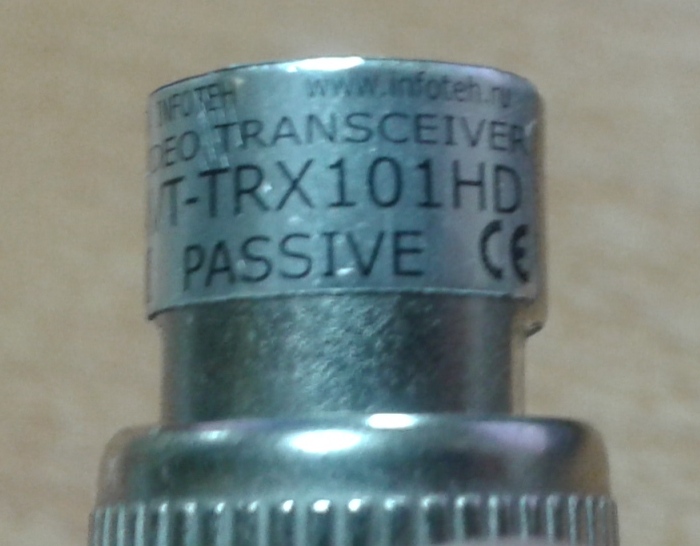 INFOTEH www.infoteh.ru
DEO TRANSCEIVER
VT-TRX101HD
PASSIVE CE